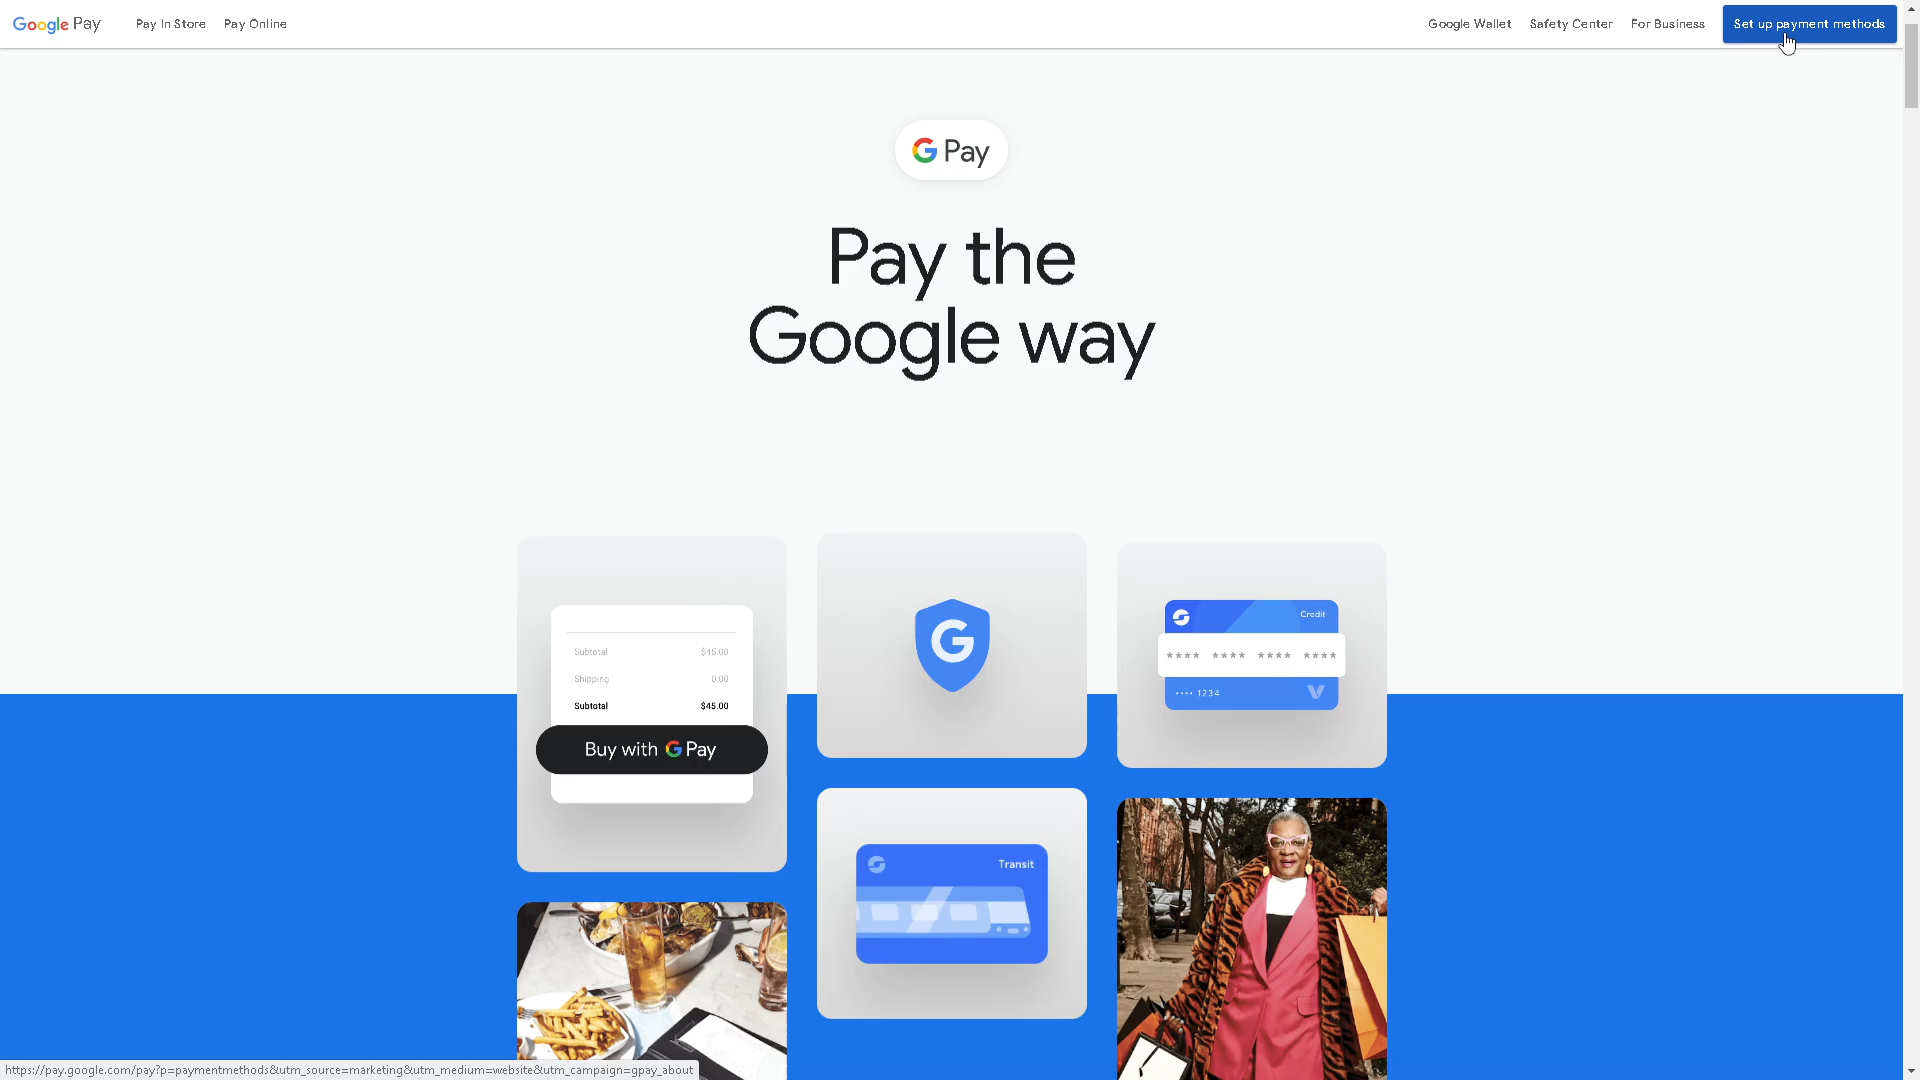 Google Pay
Pay In Store
Pay Online
Google Wallet
Safety Center
For Business
Set up payment methods
G Pay
Pay the
Google way
Subtotal $46.00
Shipping 0.00
Subtotal $45.00
Buy with G Pay
Credit
**** **** **** ****
•••• 1234
Transit
https://pay.google.com/pay?p=paymentmethods&utm_source=marketing&utm_medium=website&utm_campaign=gpay_about